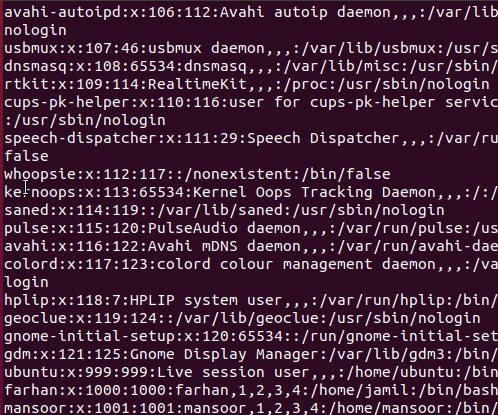 avahi-autoipd:x:106:112:Avahi autoip daemon,,,:/var/lib
nologin
usbmux:x:107:46:usbmux daemon,,,:/var/lib/usbmux:/usr/s
dnsmasq:x:108:65534:dnsmasq,,,:/var/lib/misc:/usr/sbin/
rtkit:x:109:114:RealtimeKit,,,:/proc:/usr/sbin/nologin
cups-pk-helper:x:110:116:user for cups-pk-helper servic
:/usr/sbin/nologin
speech-dispatcher:x:111:29:Speech Dispatcher,,,:/var/ru
false
whoopsie:x:112:117::/nonexistent:/bin/false
kernoops:x:113:65534:Kernel Oops Tracking Daemon,,,:/:/
saned:x:114:119::/var/lib/saned:/usr/sbin/nologin
pulse:x:115:120:PulseAudio daemon,,,:/var/run/pulse:/us
avahi:x:116:122:Avahi mDNS daemon,,,:/var/run/avahi-dae
colord:x:117:123:colord colour management daemon,,,:/va
login
hplip:x:118:7:HPLIP system user,,,:/var/run/hplip:/bin/
geoclue:x:119:124::/var/lib/geoclue:/usr/sbin/nologin
gnome-initial-setup:x:120:65534::/run/gnome-initial-set
gdm:x:121:125:Gnome Display Manager:/var/lib/gdm3:/bin/
ubuntu:x:999:999:Live session user,,,:/home/ubuntu:/bin
farhan:x:1000:1000:farhan,1,2,3,4:/home/jamil:/bin/bash
mansoor:x:1001:1001:mansoor,1,2,3,4:/home/mansoor:/bin/